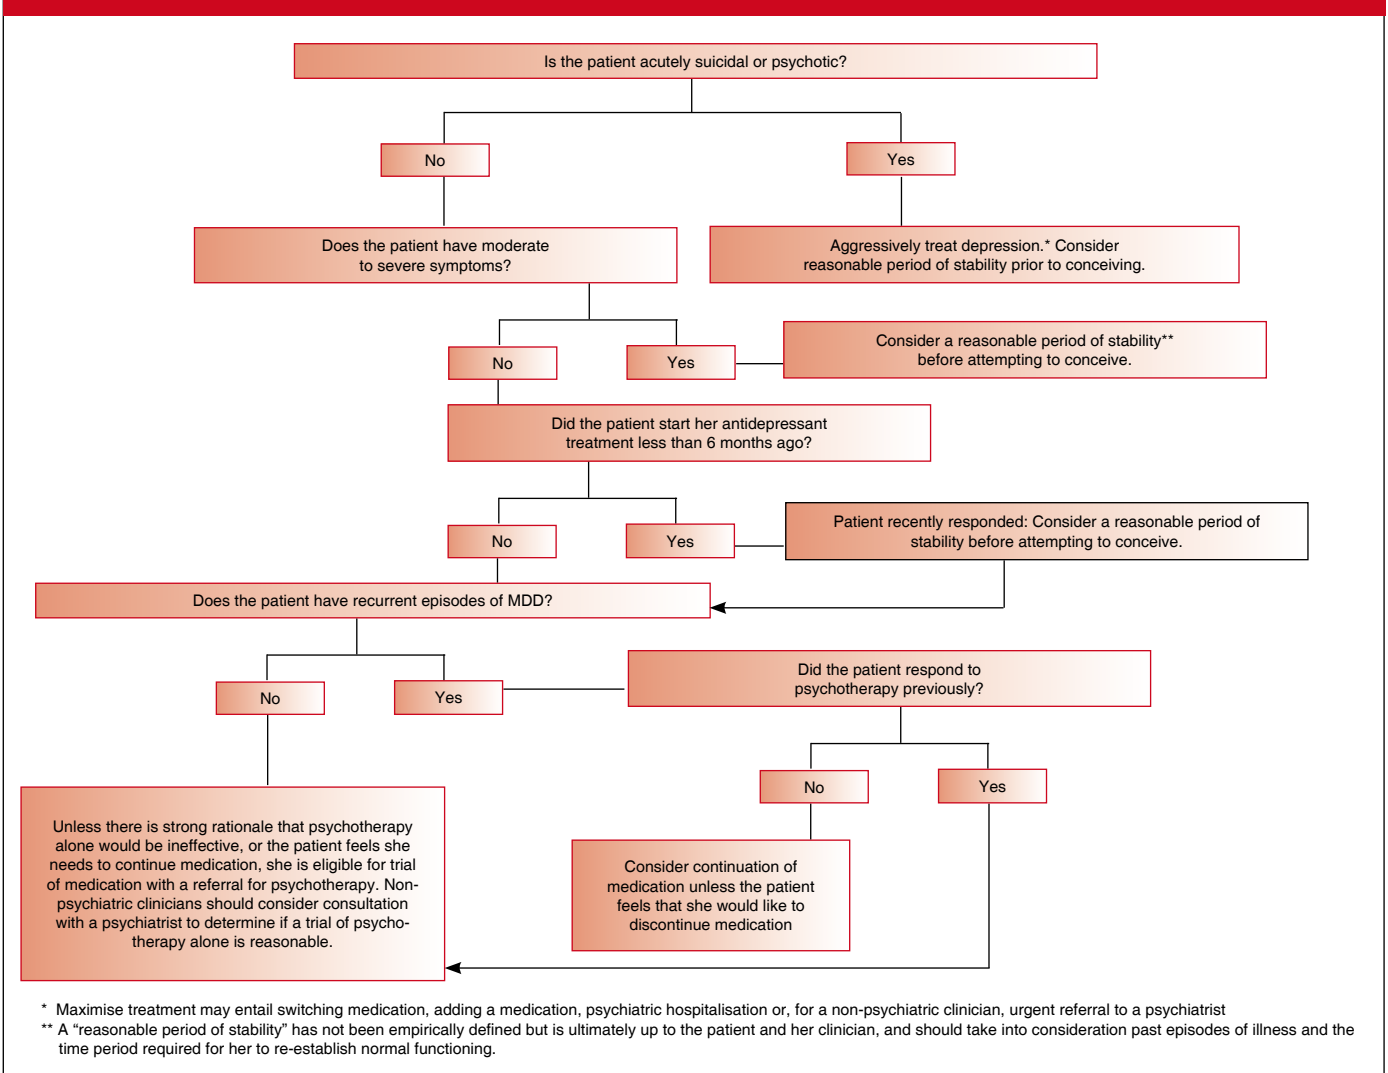 Is the patient acutely suicidal or psychotic?
No
Yes
Does the patient have moderate
to severe symptoms?
Aggressively treat depression.* Consider
reasonable period of stability prior to conceiving.
No
Yes
Consider a reasonable period of stability**
before attempting to conceive.
Did the patient start her antidepressant
treatment less than 6 months ago?
No
Yes
Patient recently responded: Consider a reasonable period of
stability before attempting to conceive.
Does the patient have recurrent episodes of MDD?
No
Yes
Did the patient respond to
psychotherapy previously?
No
Yes
Unless there is strong rationale that psychotherapy
alone would be ineffective, or the patient feels she
needs to continue medication, she is eligible for trial
of medication with a referral for psychotherapy. Non-
psychiatric clinicians should consider consultation
with a psychiatrist to determine if a trial of psycho-
therapy alone is reasonable.
Consider continuation of
medication unless the patient
feels that she would like to
discontinue medication
* Maximise treatment may entail switching medication, adding a medication, psychiatric hospitalisation or, for a non-psychiatric clinician, urgent referral to a psychiatrist
** A “reasonable period of stability” has not been empirically defined but is ultimately up to the patient and her clinician, and should take into consideration past episodes of illness and the
time period required for her to re-establish normal functioning.